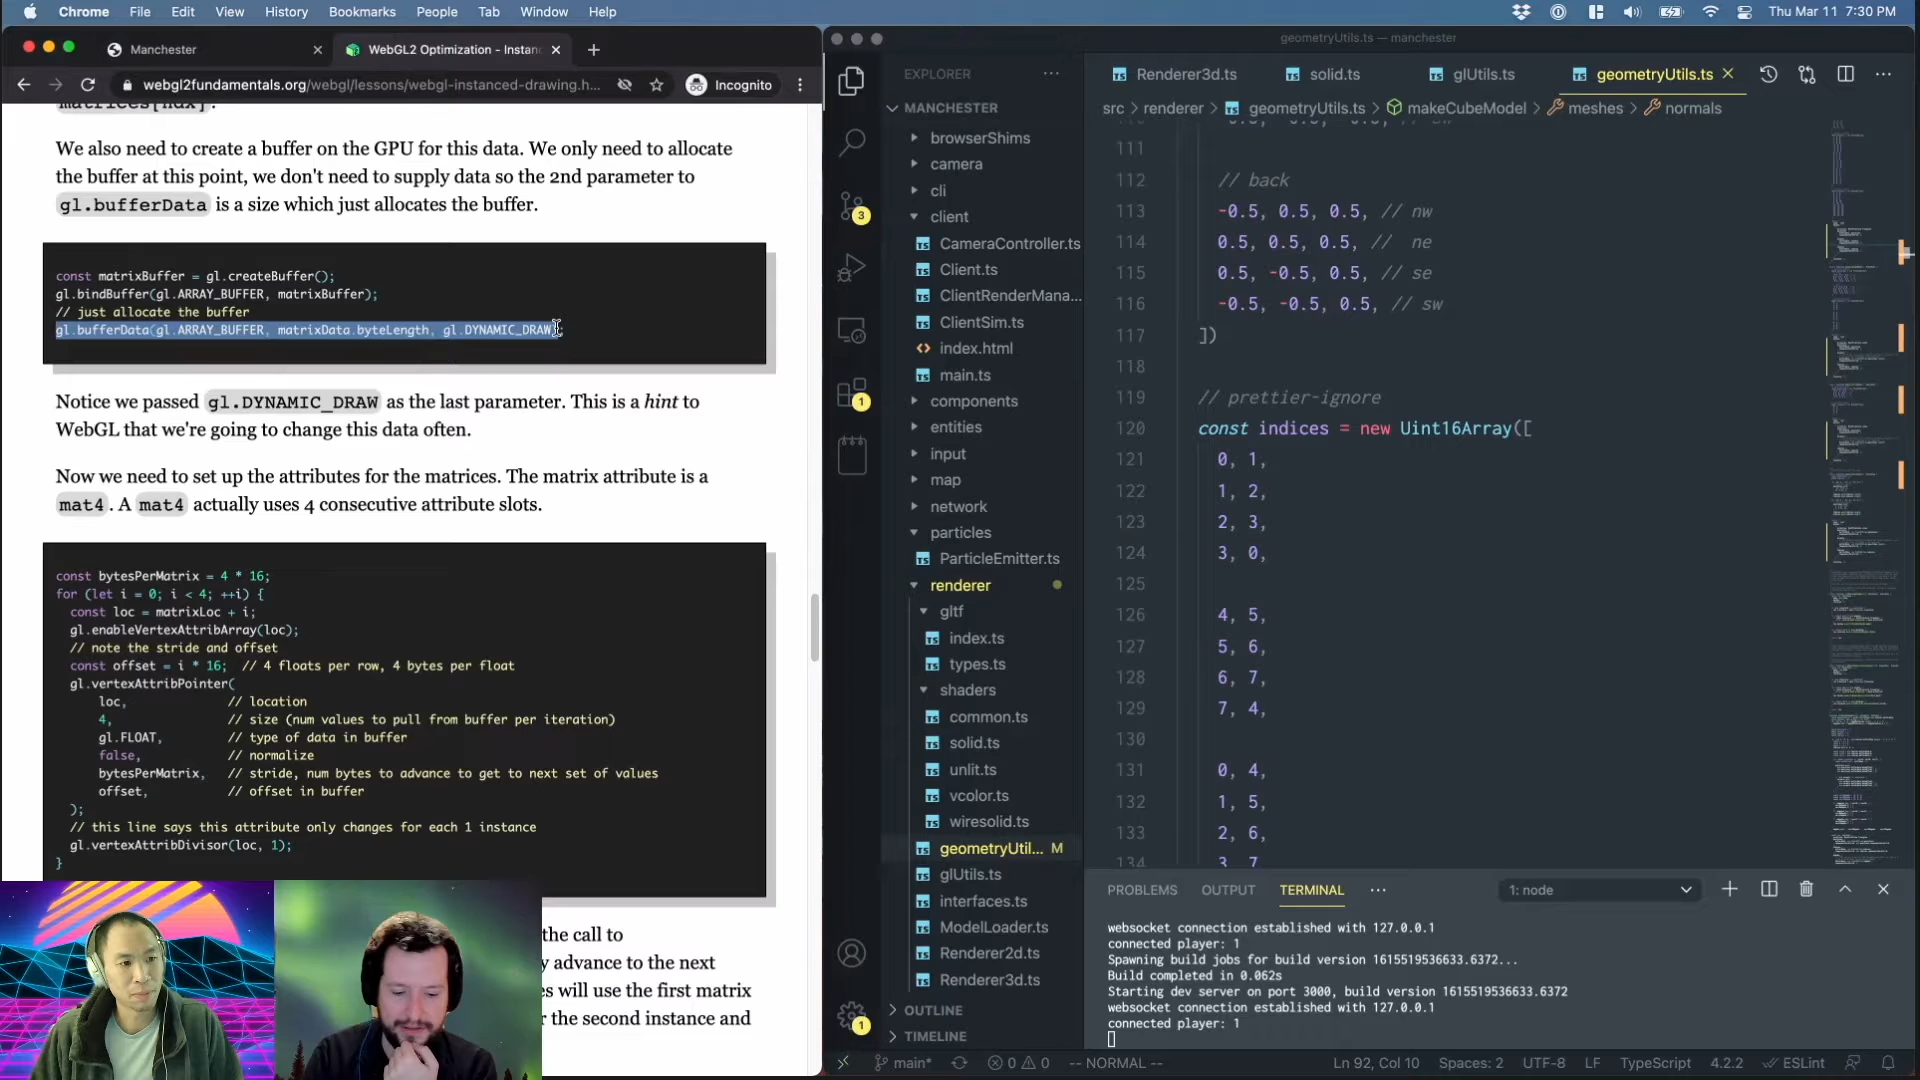 Chrome File Edit View History Bookmarks People Tab Window Help Thu Mar 11 7:30 PM
Manchester
WebGL2 Optimization - Instan
webgl2fundamentals.org/webgl/lessons/webgl-instanced-drawing.h...
Incognito
matrices[ndx].
We also need to create a buffer on the GPU for this data. We only need to allocate
the buffer at this point, we don't need to supply data so the 2nd parameter to
gl.bufferData is a size which just allocates the buffer.
const matrixBuffer = gl.createBuffer();
gl.bindBuffer(gl.ARRAY_BUFFER, matrixBuffer);
// just allocate the buffer
gl.bufferData(gl.ARRAY_BUFFER, matrixData.byteLength, gl.DYNAMIC_DRAW);
Notice we passed gl.DYNAMIC_DRAW as the last parameter. This is a hint to
WebGL that we're going to change this data often.
Now we need to set up the attributes for the matrices. The matrix attribute is a
mat4. A mat4 actually uses 4 consecutive attribute slots.
const bytesPerMatrix = 4 * 16;
for (let i = 0; i < 4; ++i) {
const loc = matrixLoc + i;
gl.enableVertexAttribArray(loc);
// note the stride and offset
const offset = i * 16; // 4 floats per row, 4 bytes per float
gl.vertexAttribPointer(
loc, // location
4, // size (num values to pull from buffer per iteration)
gl.FLOAT, // type of data in buffer
false, // normalize
bytesPerMatrix, // stride, num bytes to advance to get to next set of values
offset, // offset in buffer
);
// this line says this attribute only changes for each 1 instance
gl.vertexAttribDivisor(loc, 1);
}
the call to
y advance to the next
es will use the first matrix
r the second instance and
geometryUtils.ts — manchester
EXPLORER
MANCHESTER
browserShims
camera
cli
client
CameraController.ts
Client.ts
ClientRenderMana...
ClientSim.ts
index.html
main.ts
components
entities
input
map
network
particles
ParticleEmitter.ts
renderer
gltf
index.ts
types.ts
shaders
common.ts
solid.ts
unlit.ts
vcolor.ts
wiresolid.ts
geometryUtil... M
glUtils.ts
interfaces.ts
ModelLoader.ts
Renderer2d.ts
Renderer3d.ts
OUTLINE
TIMELINE
3
1
1
Renderer3d.ts solid.ts glUtils.ts geometryUtils.ts
src > renderer > geometryUtils.ts > makeCubeModel > meshes > normals
111
112 // back
113 -0.5, 0.5, 0.5, // nw
114 0.5, 0.5, 0.5, // ne
115 0.5, -0.5, 0.5, // se
116 -0.5, -0.5, 0.5, // sw
117 ])
118
119 // prettier-ignore
120 const indices = new Uint16Array([
121 0, 1,
122 1, 2,
123 2, 3,
124 3, 0,
125
126 4, 5,
127 5, 6,
128 6, 7,
129 7, 4,
130
131 0, 4,
132 1, 5,
133 2, 6,
134 3, 7
PROBLEMS OUTPUT TERMINAL 1: node
websocket connection established with 127.0.0.1
connected player: 1
Spawning build jobs for build version 1615519536633.6372...
Build completed in 0.062s
Starting dev server on port 3000, build version 1615519536633.6372
websocket connection established with 127.0.0.1
connected player: 1
main* 0 0 -- NORMAL -- Ln 92, Col 10 Spaces: 2 UTF-8 LF TypeScript 4.2.2 ESLint